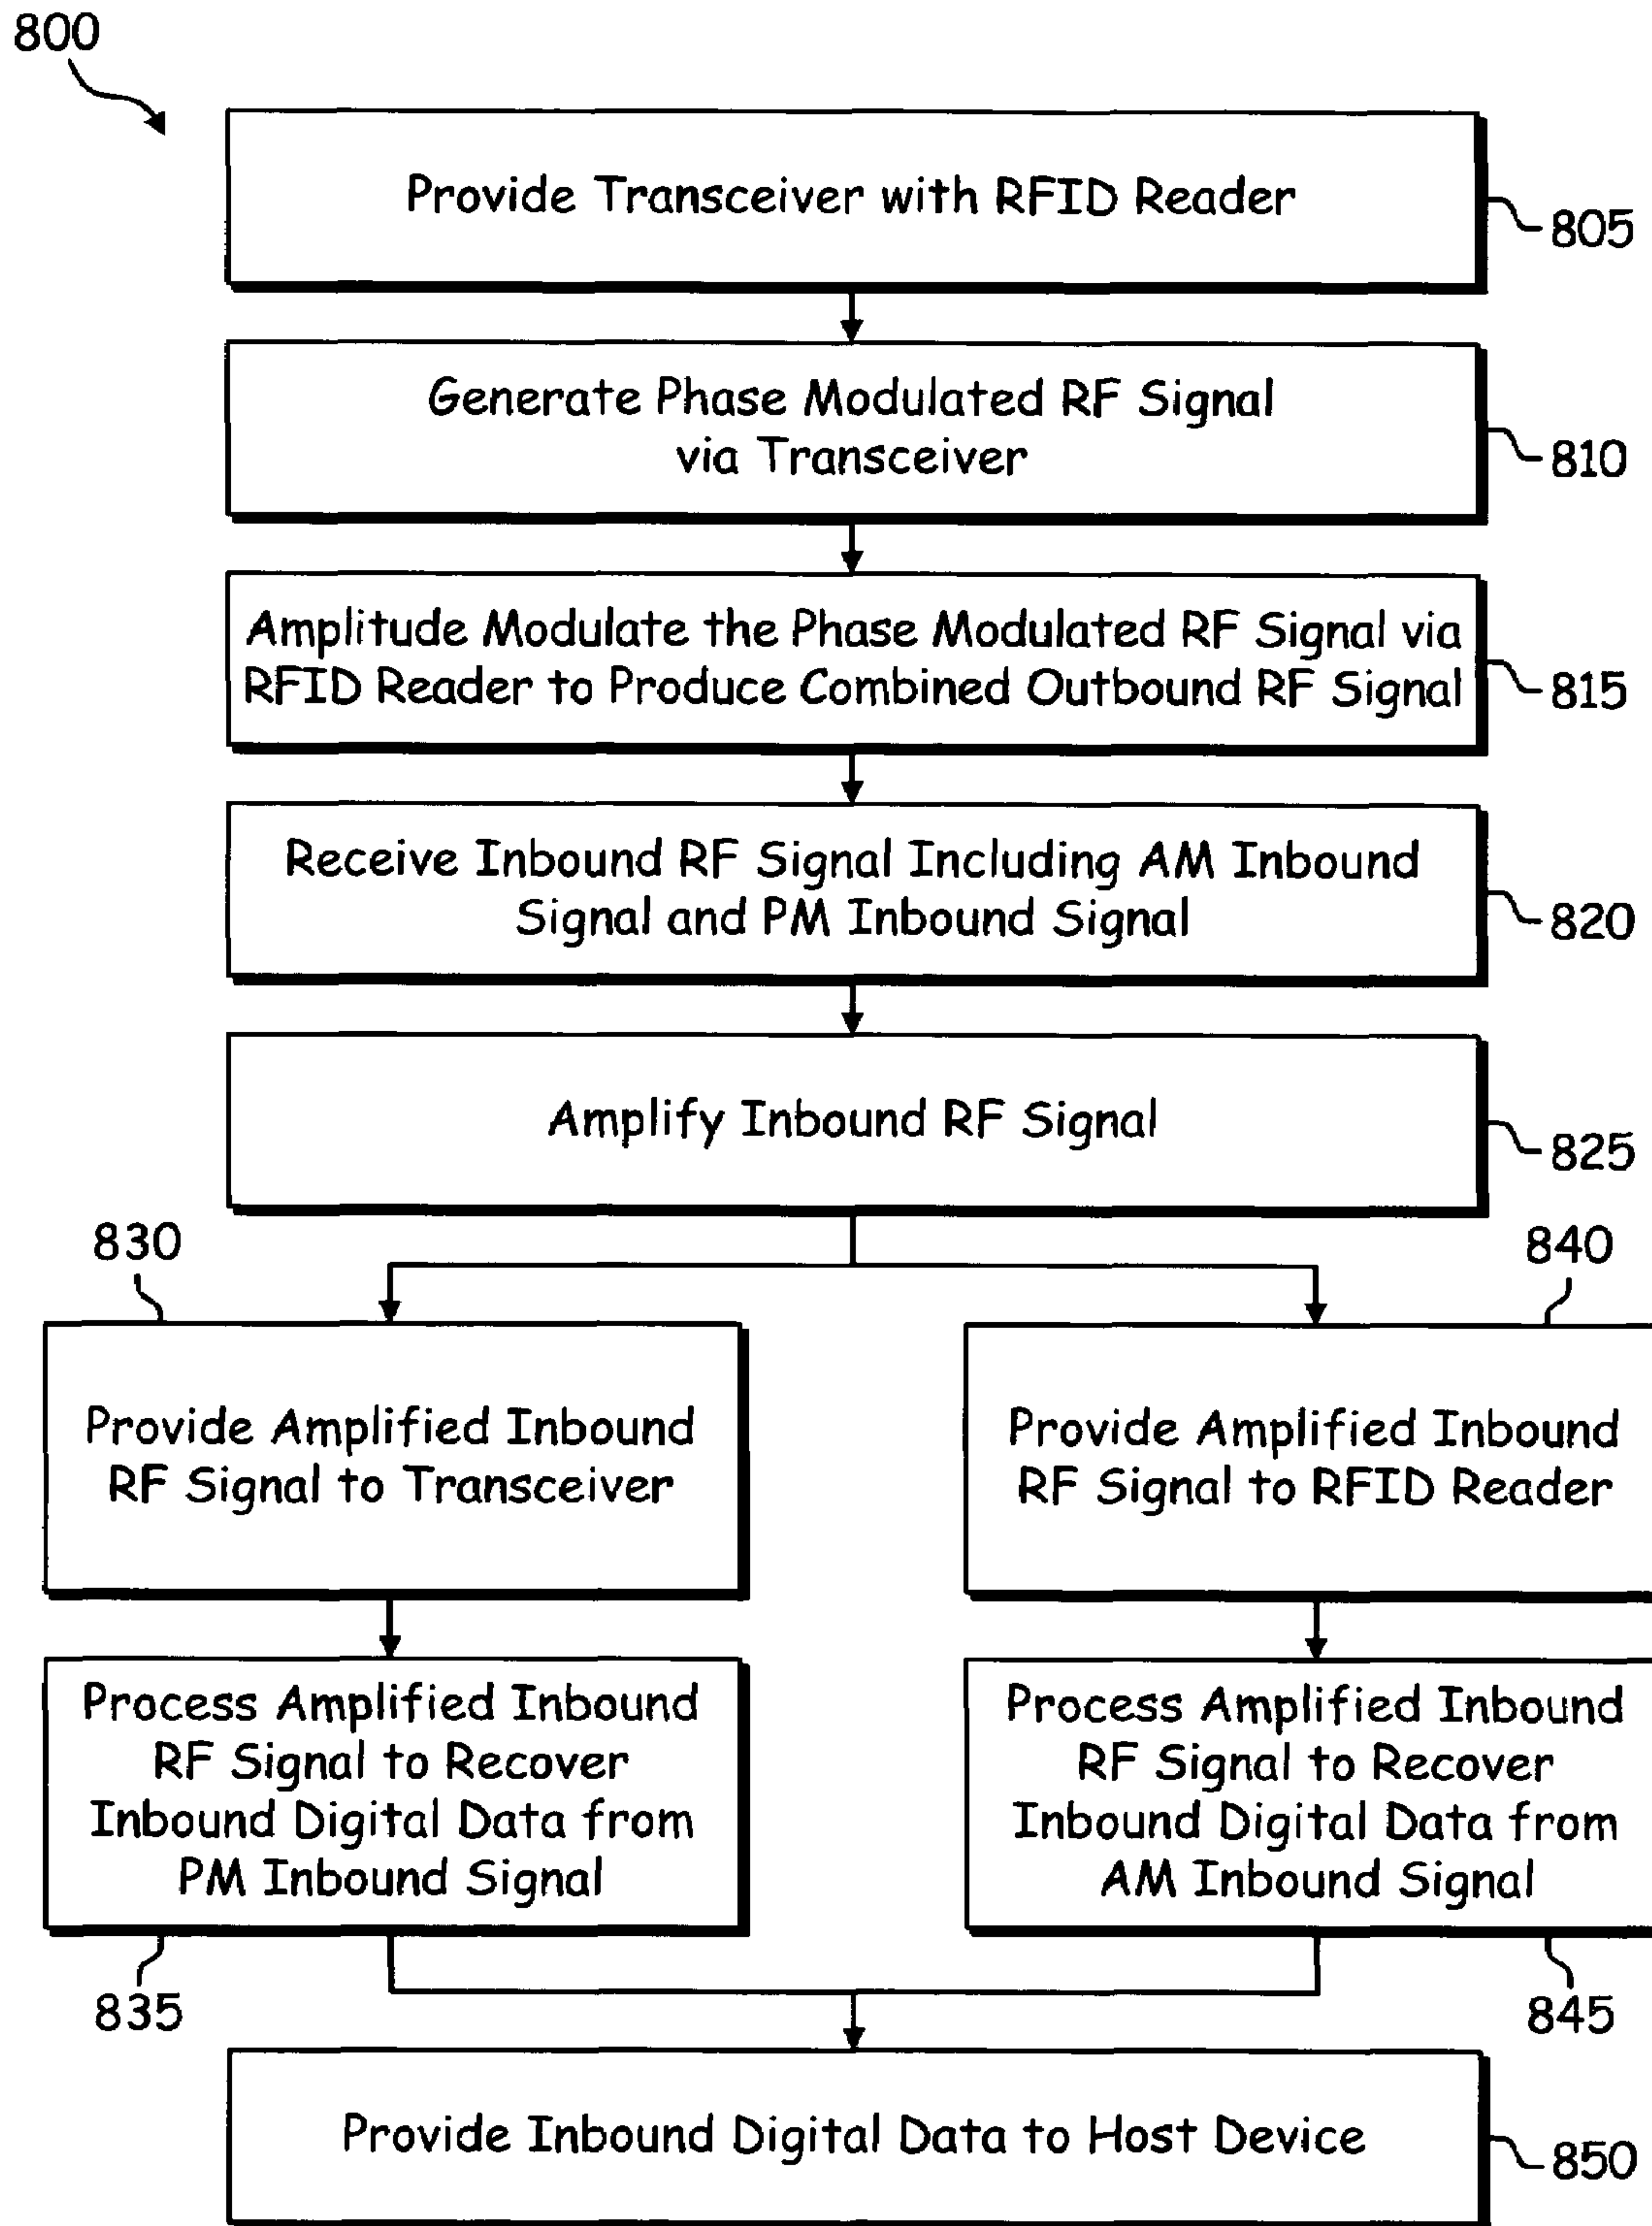 800
Provide Transceiver with RFID Reader
805
Generate Phase Modulated RF Signal
via Transceiver
810
Amplitude Modulate the Phase Modulated RF Signal via
RFID Reader to Produce Combined Outbound RF Signal
815
Receive Inbound RF Signal Including AM Inbound
Signal and PM Inbound Signal
820
Amplify Inbound RF Signal
825
830
Provide Amplified Inbound
RF Signal to Transceiver
840
Provide Amplified Inbound
RF Signal to RFID Reader
Process Amplified Inbound
RF Signal to Recover
Inbound Digital Data from
PM Inbound Signal
835
Process Amplified Inbound
RF Signal to Recover
Inbound Digital Data from
AM Inbound Signal
845
Provide Inbound Digital Data to Host Device
850